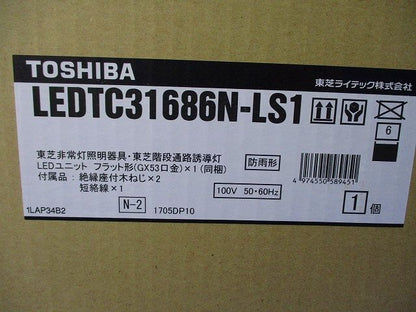 TOSHIBA
東芝ライテック株式会社
LEDTC31686N-LS1
6
東芝非常灯照明器具・東芝階段通路誘導灯
LEDユニット フラット形(GX53口金)×1(同梱)
付属品：絶縁座付木ねじ×2
短絡線×1
防雨形
100V 50・60Hz
4 974550 589451
1個
1LAP34B2
N-2
1705DP10